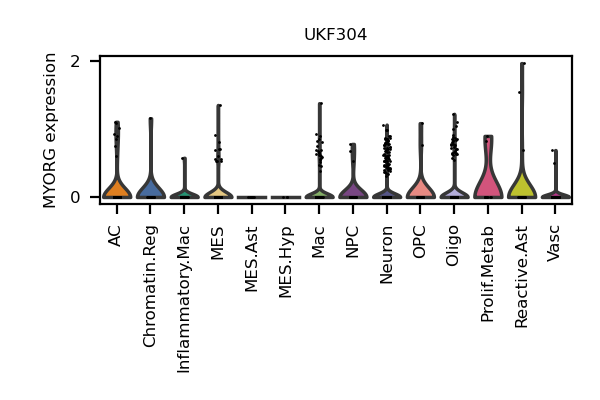 UKF304
MYORG expression
2
0
AC
Chromatin.Reg
Inflammatory.Mac
MES
MES.Ast
MES.Hyp
Mac
NPC
Neuron
OPC
Oligo
Prolif.Metab
Reactive.Ast
Vasc